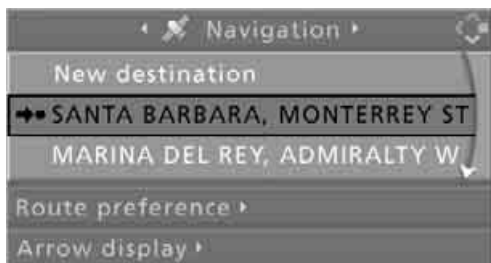 Navigation
New destination
SANTA BARBARA, MONTERREY ST
MARINA DEL REY, ADMIRALTY W
Route preference
Arrow display